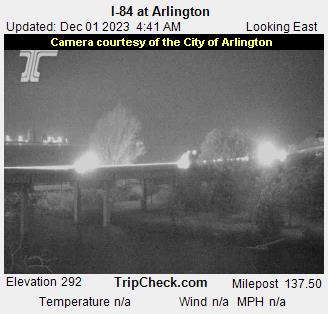 I-84 at Arlington
Updated: Dec 01 2023 4:41 AM Looking East
Camera courtesy of the City of Arlington
Elevation 292 TripCheck.com Milepost 137.50
Temperature n/a Wind n/a MPH n/a